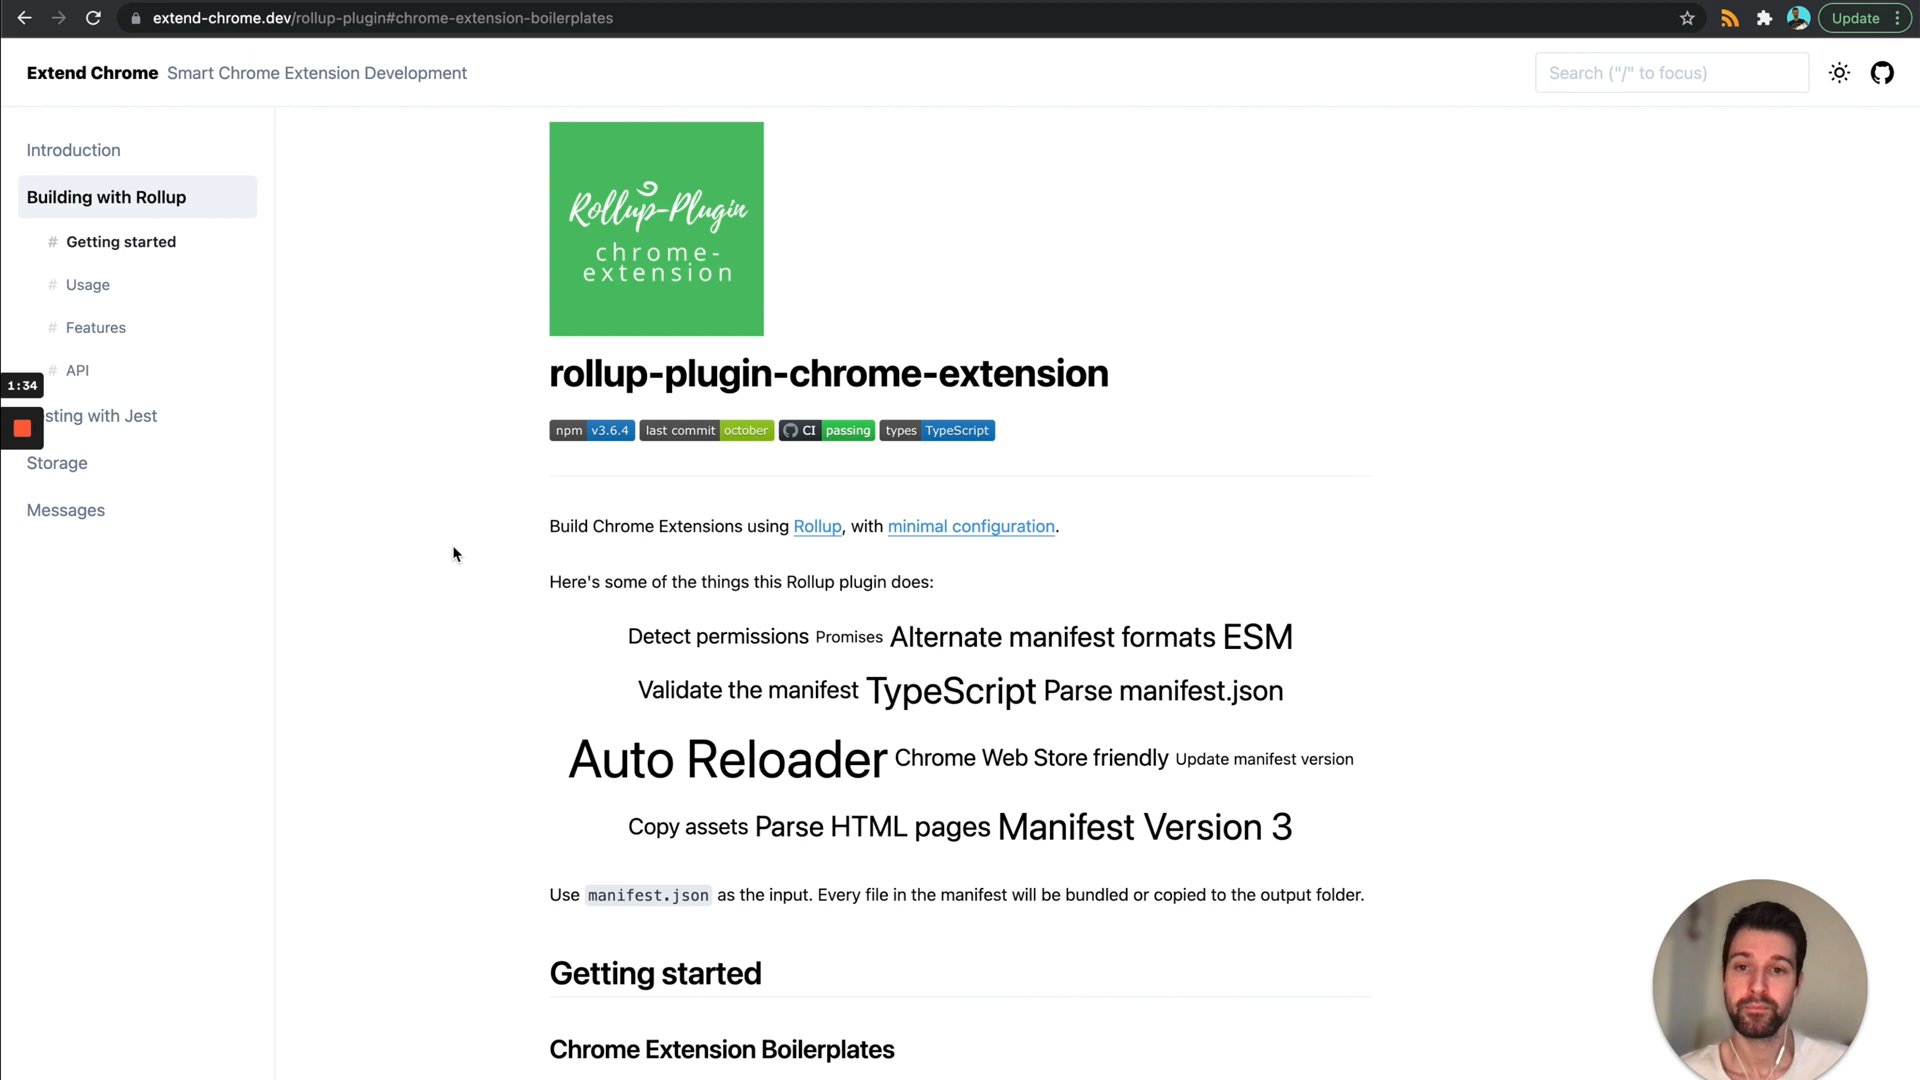 extend-chrome.dev/rollup-plugin#chrome-extension-boilerplates
Update
Extend Chrome Smart Chrome Extension Development
Search ("/" to focus)
Introduction
Building with Rollup
# Getting started
# Usage
# Features
# API
1:34
sting with Jest
Storage
Messages
Rollup-Plugin
chrome-
extension
rollup-plugin-chrome-extension
npm v3.6.4 last commit october CI passing types TypeScript
Build Chrome Extensions using Rollup, with minimal configuration.
Here's some of the things this Rollup plugin does:
Detect permissions Promises Alternate manifest formats ESM
Validate the manifest TypeScript Parse manifest.json
Auto Reloader Chrome Web Store friendly Update manifest version
Copy assets Parse HTML pages Manifest Version 3
Use manifest.json as the input. Every file in the manifest will be bundled or copied to the output folder.
Getting started
Chrome Extension Boilerplates